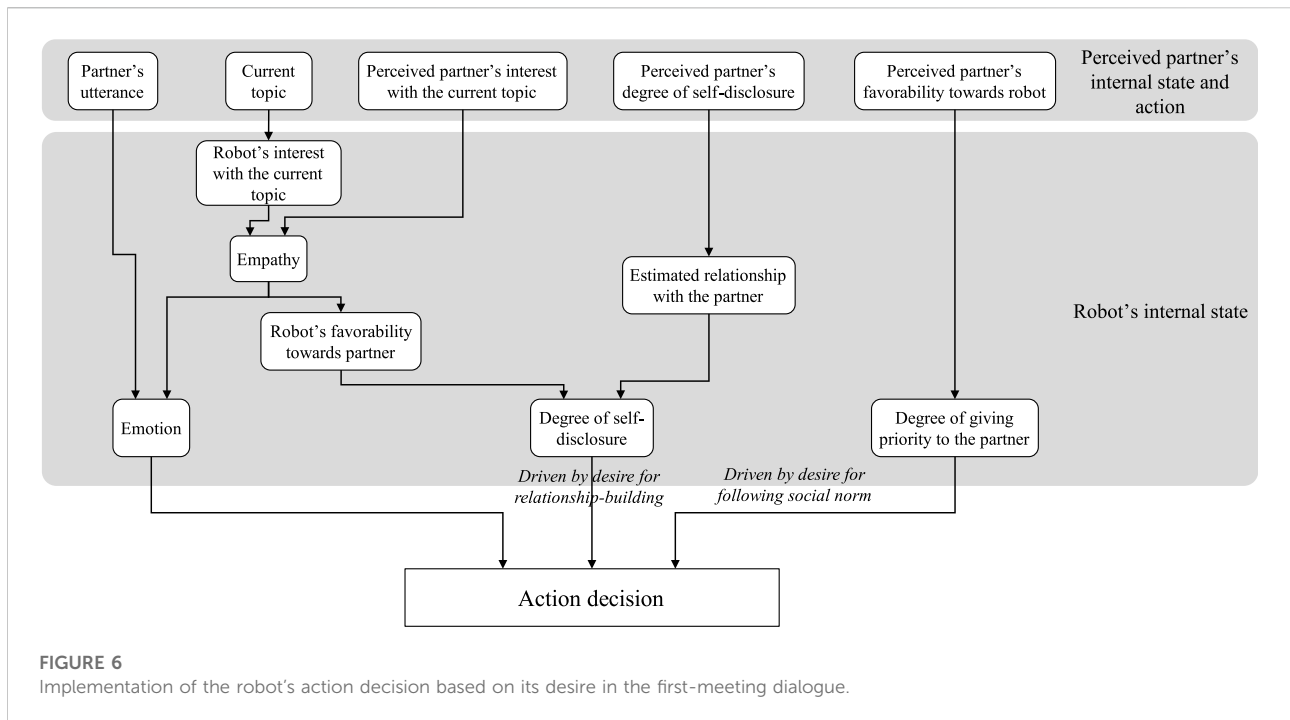 Partner's
utterance
Current
topic
Perceived partner's interest
with the current topic
Perceived partner's
degree of self-disclosure
Perceived partner's
favorability towards robot
Perceived partner's
internal state and
action
Robot's interest
with the current
topic
Empathy
Estimated relationship
with the partner
Robot's internal state
Robot's favorability
towards partner
Emotion
Degree of self-
disclosure
Degree of giving
priority to the partner
Driven by desire for
relationship-building
Driven by desire for
following social norm
Action decision
FIGURE 6
Implementation of the robot's action decision based on its desire in the first-meeting dialogue.